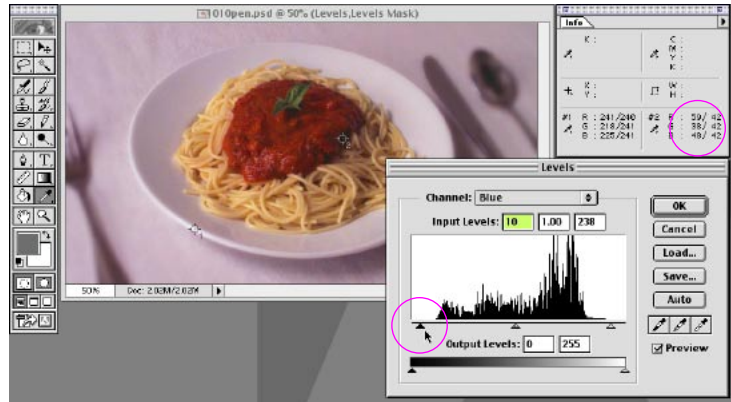 010pen.psd @ 50% (Levels,Levels Mask)
Info
K :
C :
M :
Y :
K :
X :
Y :
W :
H :
#1 R : 241/240
G : 218/241
B : 225/241
#2 R : 59/ 42
G : 38/ 42
B : 48/ 42
T
50%
Doc: 2.02M/2.02M
Levels
Channel: Blue
Input Levels: 10 1.00 238
Output Levels: 0 255
OK
Cancel
Load...
Save...
Auto
Preview